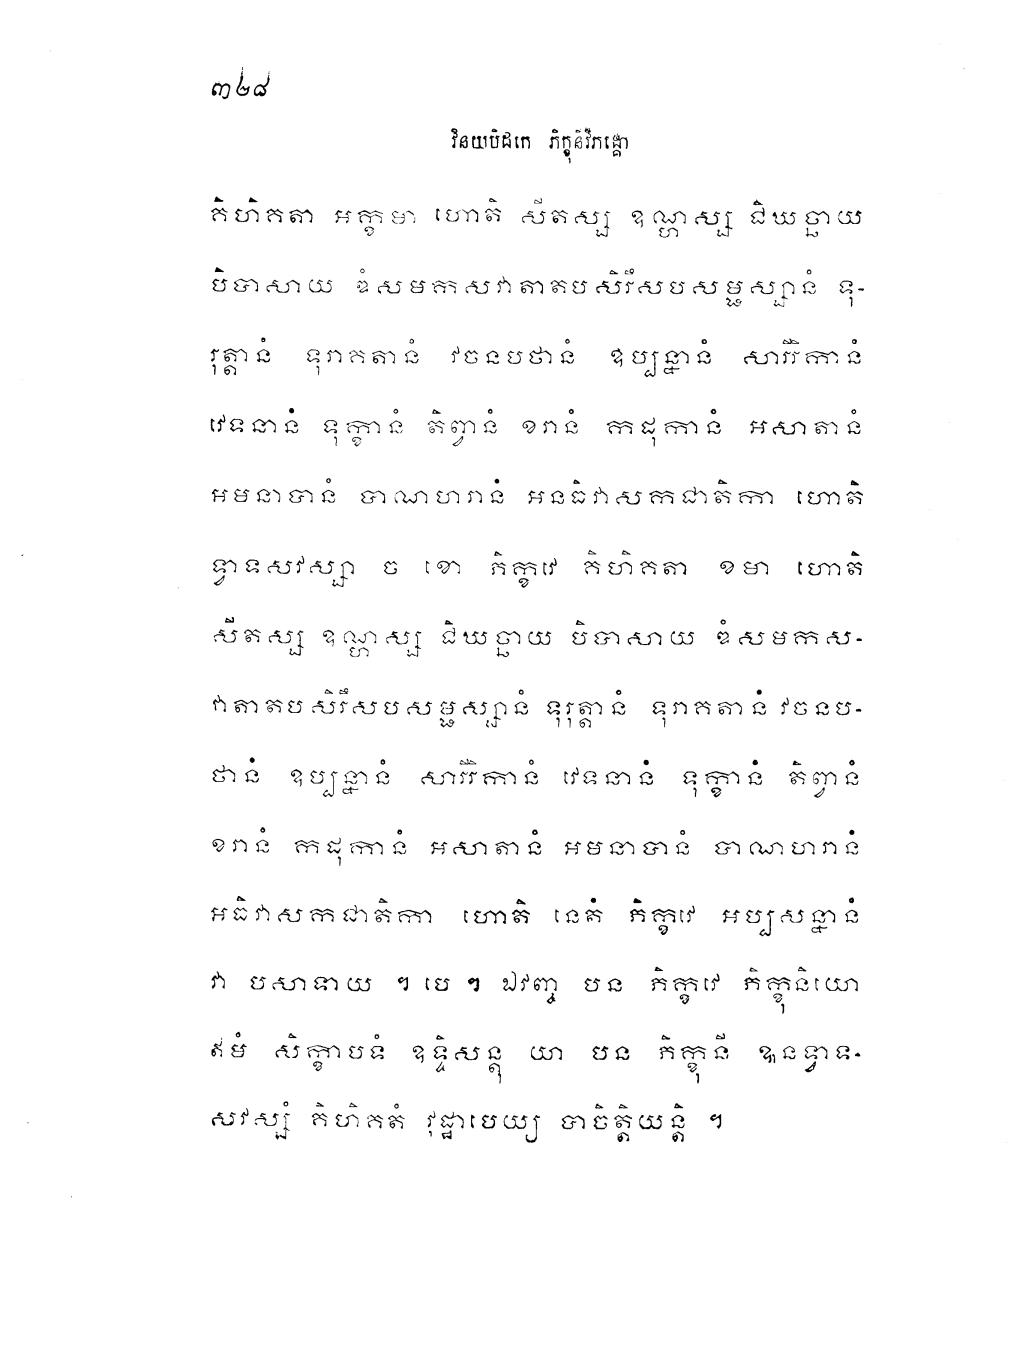 ៣២៨
វិនយបិដកេ ភិក្ខុនីវិភង្គោ
គិហិគតា អក្ខមា ហោតិ សីតស្ស ឧណ្ហស្ស ជិឃច្ឆាយ
បិបាសាយ ឌំសមកសវាតាតបសិរឹសបសម្ផស្សានំ ទុ-
រុត្តានំ ទុរាគតានំ វចនបថានំ ឧប្បន្នានំ សារីរិកានំ
វេទនានំ ទុក្ខានំ តិព្វានំ ខរានំ កដុកានំ អសាតានំ
អមនាបានំ បាណហរានំ អនធិវាសកជាតិកា ហោតិ
ទ្វាទសវស្សា ច ខោ ភិក្ខវេ គិហិគតា ខមា ហោតិ
សីតស្ស ឧណ្ហស្ស ជិឃច្ឆាយ បិបាសាយ ឌំសមកស-
វាតាតបសិរឹសបសម្ផស្សានំ ទុរុត្តានំ ទុរាគតានំ វចនប-
ថានំ ឧប្បន្នានំ សារីរិកានំ វេទនានំ ទុក្ខានំ តិព្វានំ
ខរានំ កដុកានំ អសាតានំ អមនាបានំ បាណហរានំ
អធិវាសកជាតិកា ហោតិ នេតំ ភិក្ខវេ អប្បសន្នានំ
វា បសាទាយ ។ បេ ។ ឯវញ្ច បន ភិក្ខវេ ភិក្ខុនិយោ
ឥមំ សិក្ខាបទំ ឧទ្ទិសន្តុ យា បន ភិក្ខុនី ឩនទ្វាទ-
សវស្សំ គិហិគតំ វុដ្ឋាបេយ្យ បាចិត្តិយន្តិ ។